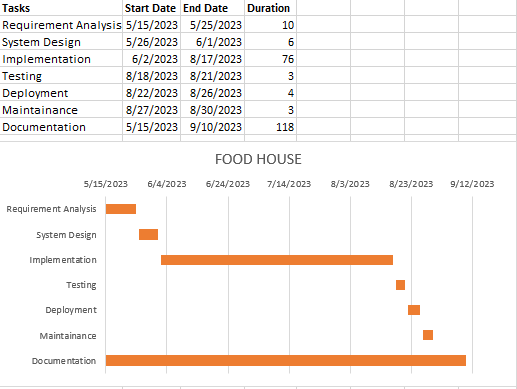 Tasks Start Date End Date Duration
Requirement Analysis 5/15/2023 5/25/2023 10
System Design 5/26/2023 6/1/2023 6
Implementation 6/2/2023 8/17/2023 76
Testing 8/18/2023 8/21/2023 3
Deployment 8/22/2023 8/26/2023 4
Maintainance 8/27/2023 8/30/2023 3
Documentation 5/15/2023 9/10/2023 118
FOOD HOUSE
5/15/2023 6/4/2023 6/24/2023 7/14/2023 8/3/2023 8/23/2023 9/12/2023
Requirement Analysis
System Design
Implementation
Testing
Deployment
Maintainance
Documentation